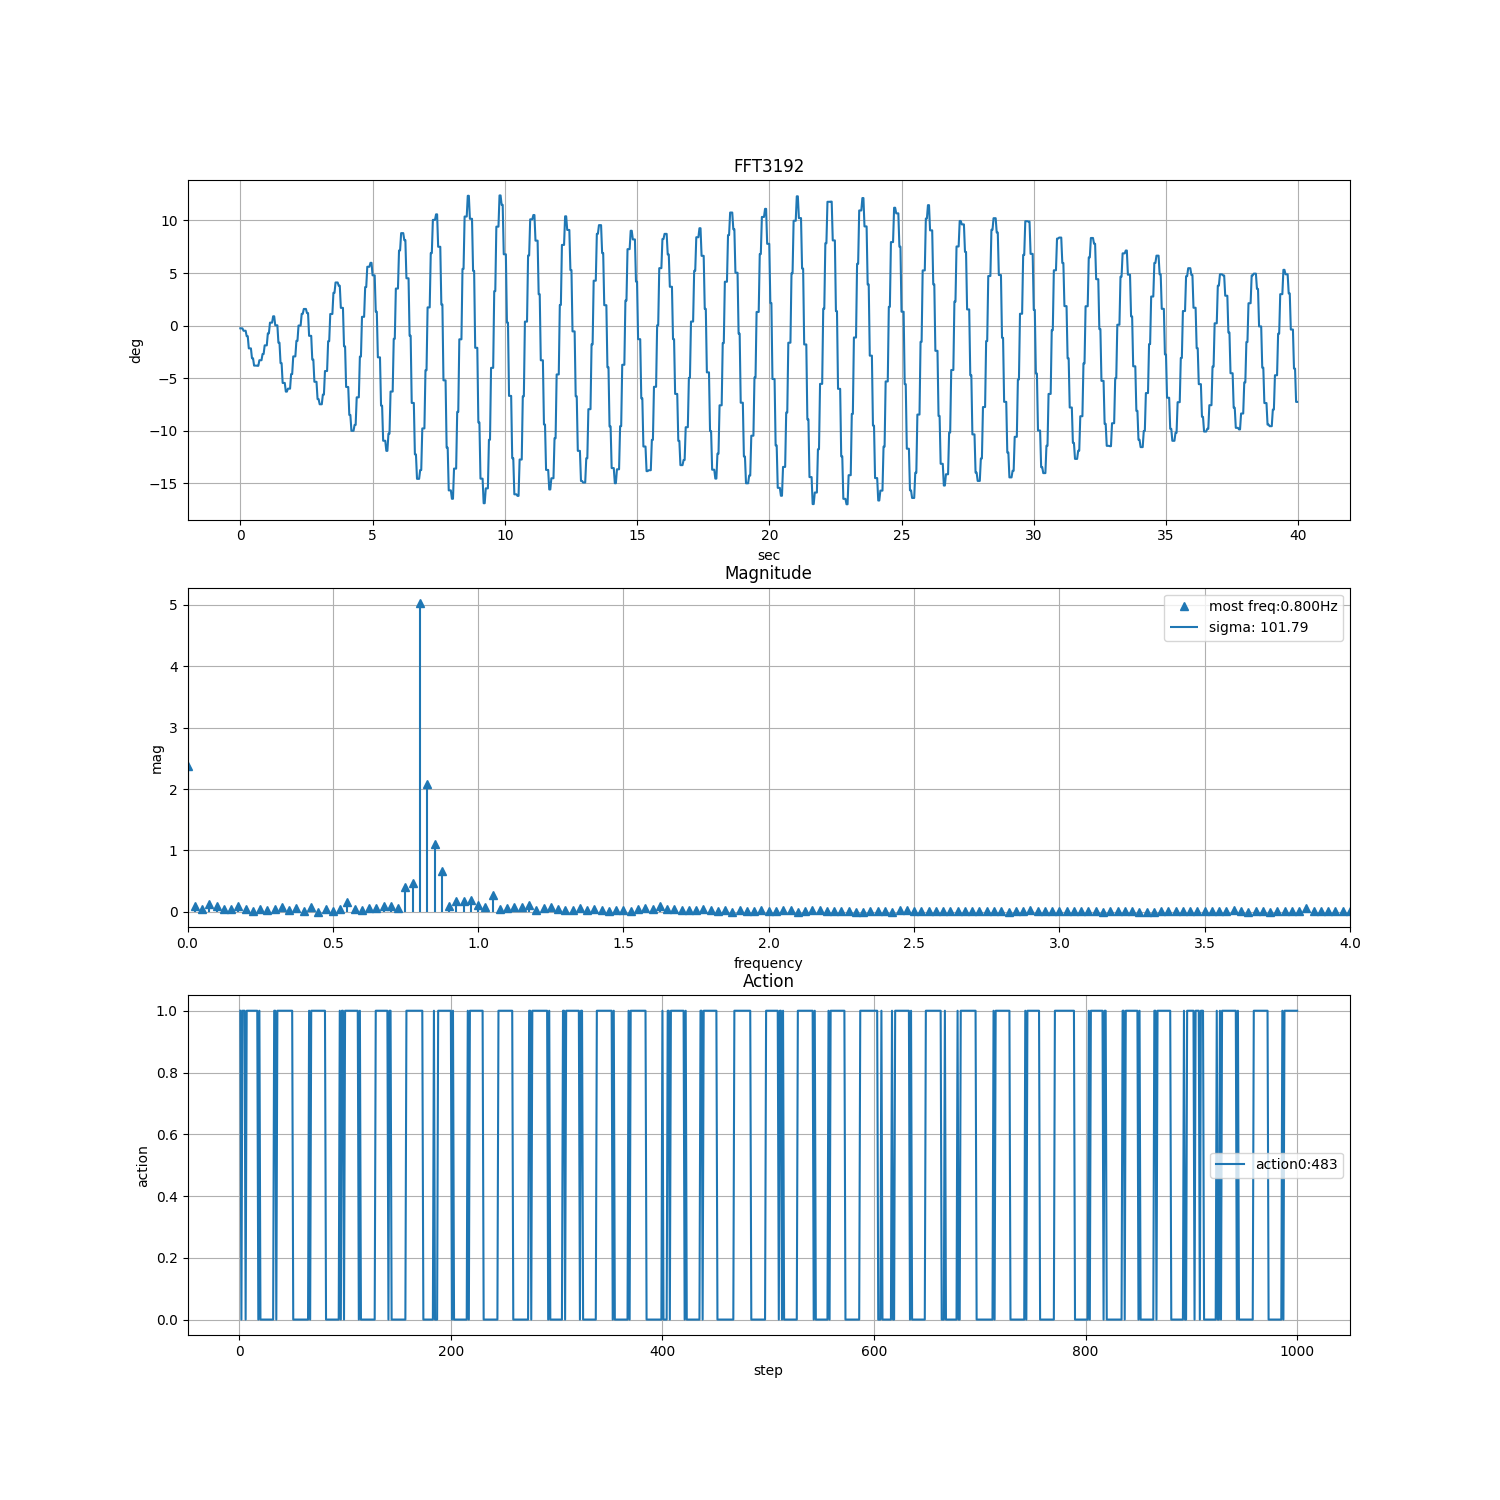 FFT3192
deg
10
5
0
−5
−10
−15
0 5 10 15 20 25 30 35 40
sec
Magnitude
mag
5
4
3
2
1
0
most freq:0.800Hz
sigma: 101.79
0.0 0.5 1.0 1.5 2.0 2.5 3.0 3.5 4.0
frequency
Action
action
1.0
0.8
0.6
0.4
0.2
0.0
action0:483
0 200 400 600 800 1000
step